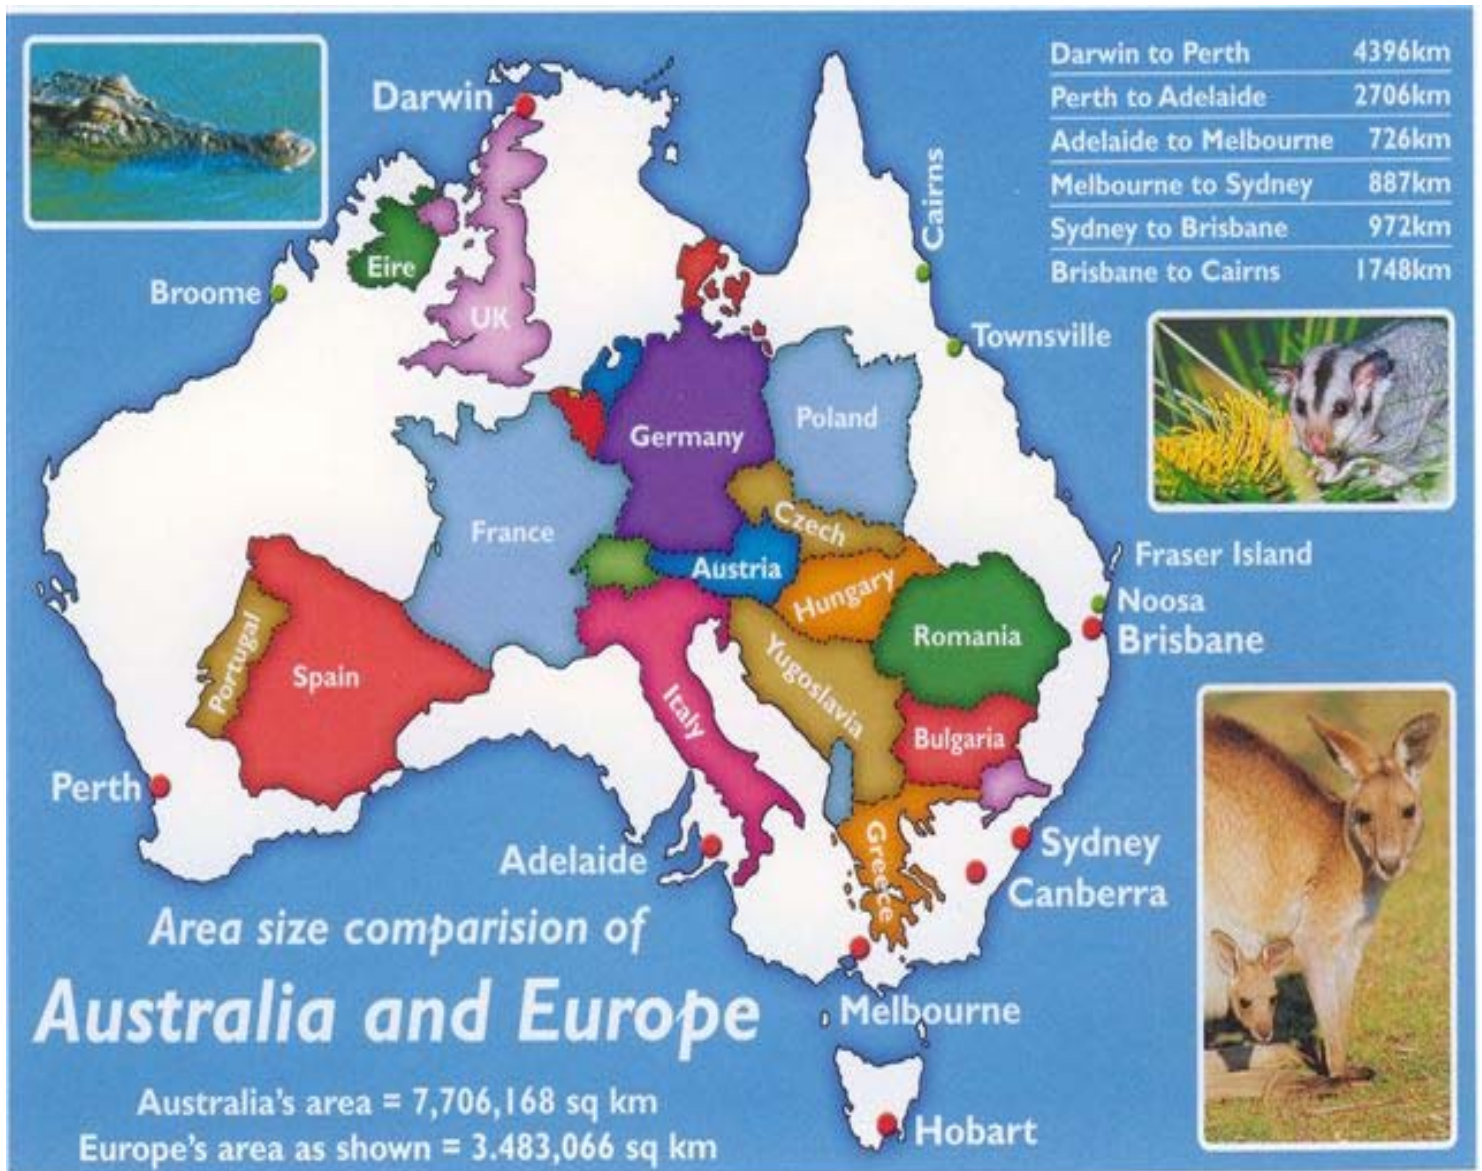 Darwin to Perth 4396km
Perth to Adelaide 2706km
Adelaide to Melbourne 726km
Melbourne to Sydney 887km
Sydney to Brisbane 972km
Brisbane to Cairns 1748km
Darwin
Cairns
Eire
Broome
UK
Townsville
Poland
Germany
France
Czech
Austria
Fraser Island
Hungary
Noosa
Brisbane
Romania
Portugal
Spain
Yugoslavia
Italy
Bulgaria
Perth
Sydney
Adelaide
Greece
Canberra
Area size comparision of
Australia and Europe
Melbourne
Australia's area = 7,706,168 sq km
Europe's area as shown = 3.483,066 sq km
Hobart